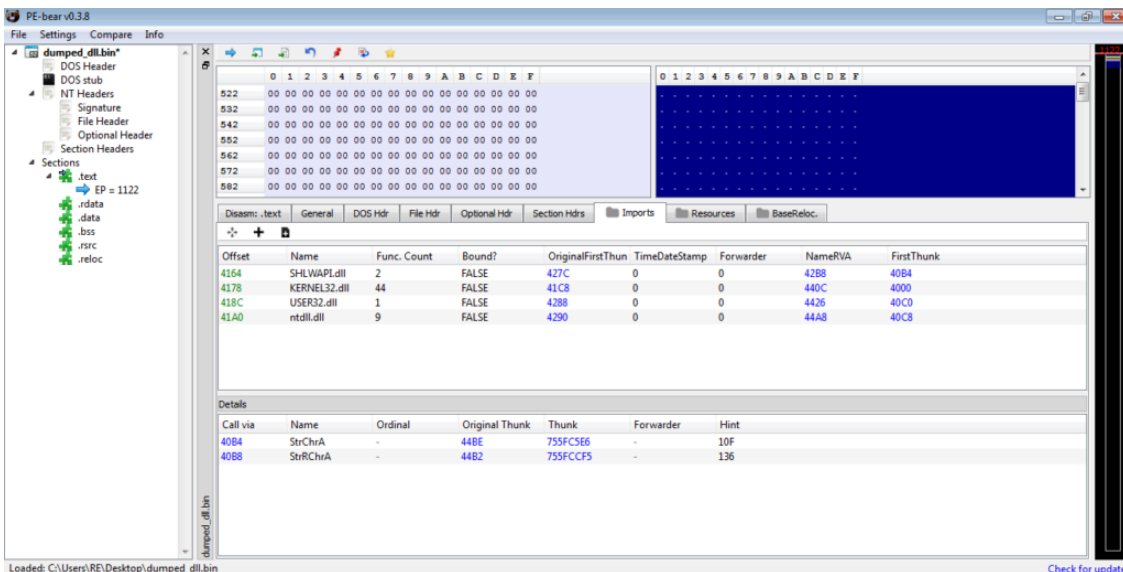 PE-bear v0.3.8
File Settings Compare Info
dumped_dll.bin*
DOS Header
DOS stub
NT Headers
Signature
File Header
Optional Header
Section Headers
Sections
.text
EP = 1122
.rdata
.data
.bss
.rsrc
.reloc
dumped_dll.bin
0 1 2 3 4 5 6 7 8 9 A B C D E F 0 1 2 3 4 5 6 7 8 9 A B C D E F
522 00 00 00 00 00 00 00 00 00 00 00 00 00 00 00 00 . . . . . . . . . . . . . . . .
532 00 00 00 00 00 00 00 00 00 00 00 00 00 00 00 00 . . . . . . . . . . . . . . . .
542 00 00 00 00 00 00 00 00 00 00 00 00 00 00 00 00 . . . . . . . . . . . . . . . .
552 00 00 00 00 00 00 00 00 00 00 00 00 00 00 00 00 . . . . . . . . . . . . . . . .
562 00 00 00 00 00 00 00 00 00 00 00 00 00 00 00 00 . . . . . . . . . . . . . . . .
572 00 00 00 00 00 00 00 00 00 00 00 00 00 00 00 00 . . . . . . . . . . . . . . . .
582 00 00 00 00 00 00 00 00 00 00 00 00 00 00 00 00 . . . . . . . . . . . . . . . .
Disasm: .text General DOS Hdr File Hdr Optional Hdr Section Hdrs Imports Resources BaseReloc.
Offset Name Func. Count Bound? OriginalFirstThun TimeDateStamp Forwarder NameRVA FirstThunk
4164 SHLWAPI.dll 2 FALSE 427C 0 0 42B8 40B4
4178 KERNEL32.dll 44 FALSE 41C8 0 0 440C 4000
418C USER32.dll 1 FALSE 4288 0 0 4426 40C0
41A0 ntdll.dll 9 FALSE 4290 0 0 44A8 40C8
Details
Call via Name Ordinal Original Thunk Thunk Forwarder Hint
40B4 StrChrA - 44BE 755FC5E6 - 10F
40B8 StrRChrA - 44B2 755FCCF5 - 136
1122
Loaded: C:\Users\RE\Desktop\dumped_dll.bin
Check for update